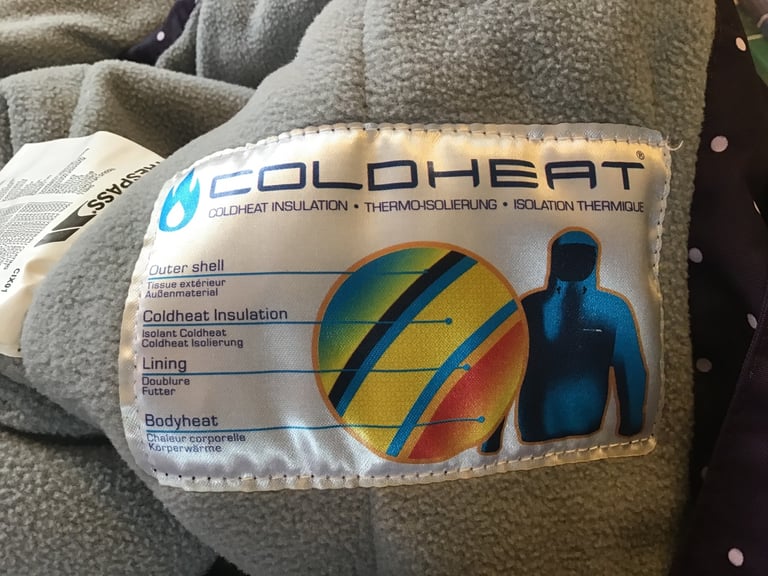 COLDHEAT®
COLDHEAT INSULATION • THERMO-ISOLIERUNG • ISOLATION THERMIQUE
Outer shell
Tissue extérieur
Außenmaterial
Coldheat Insulation
Isolant Coldheat
Coldheat Isolierung
Lining
Doublure
Futter
Bodyheat
Chaleur corporelle
Körperwärme
TRESPASS